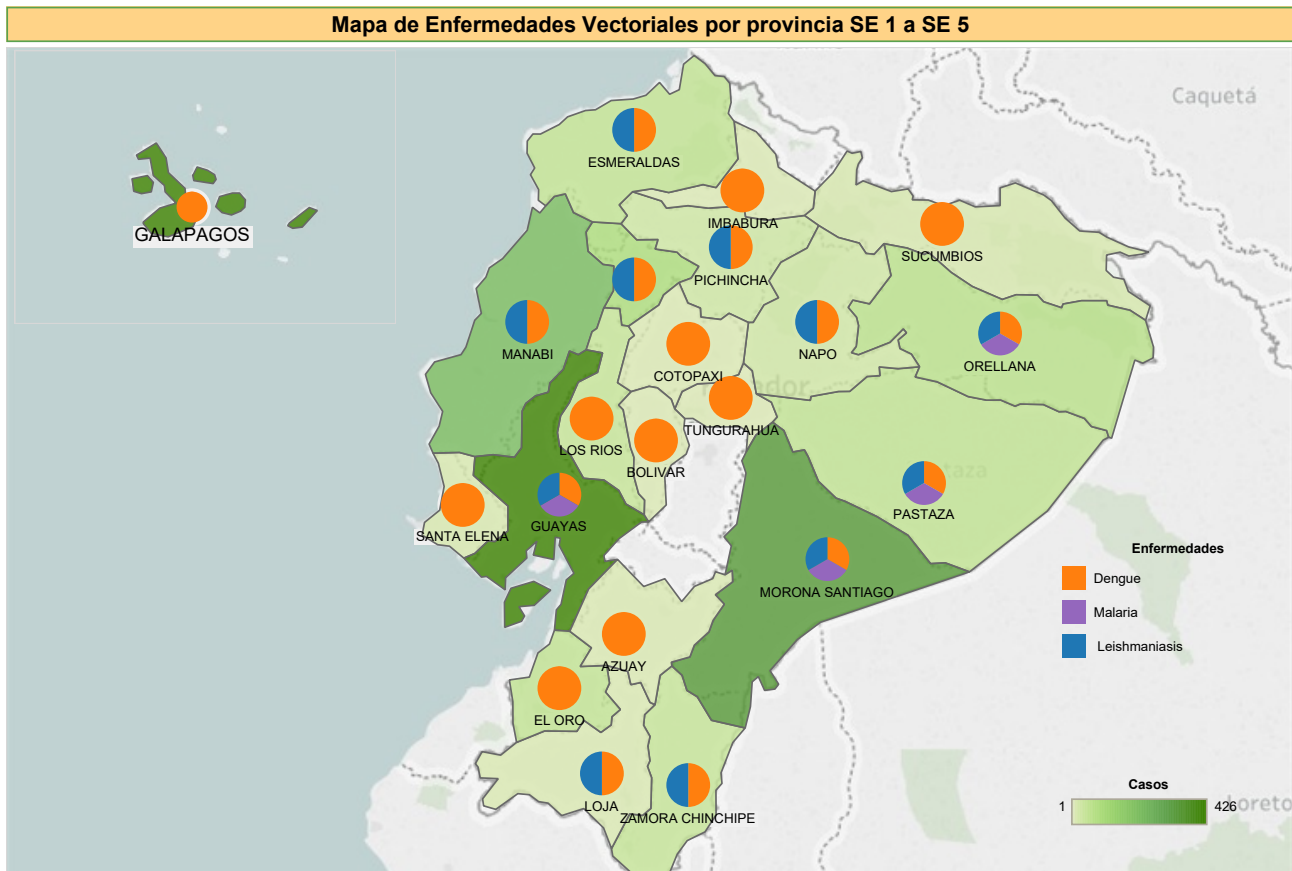 Mapa de Enfermedades Vectoriales por provincia SE 1 a SE 5
Caquetá
ESMERALDAS
IMBABURA
GALAPAGOS
SUCUMBIOS
PICHINCHA
MANABI
NAPO
ORELLANA
COTOPAXI
TUNGURAHUA
LOS RIOS
BOLIVAR
PASTAZA
SANTA ELENA
GUAYAS
MORONA SANTIAGO
Enfermedades
Dengue
Malaria
Leishmaniasis
AZUAY
EL ORO
LOJA
ZAMORA CHINCHIPE
Casos
1
426
Loreto